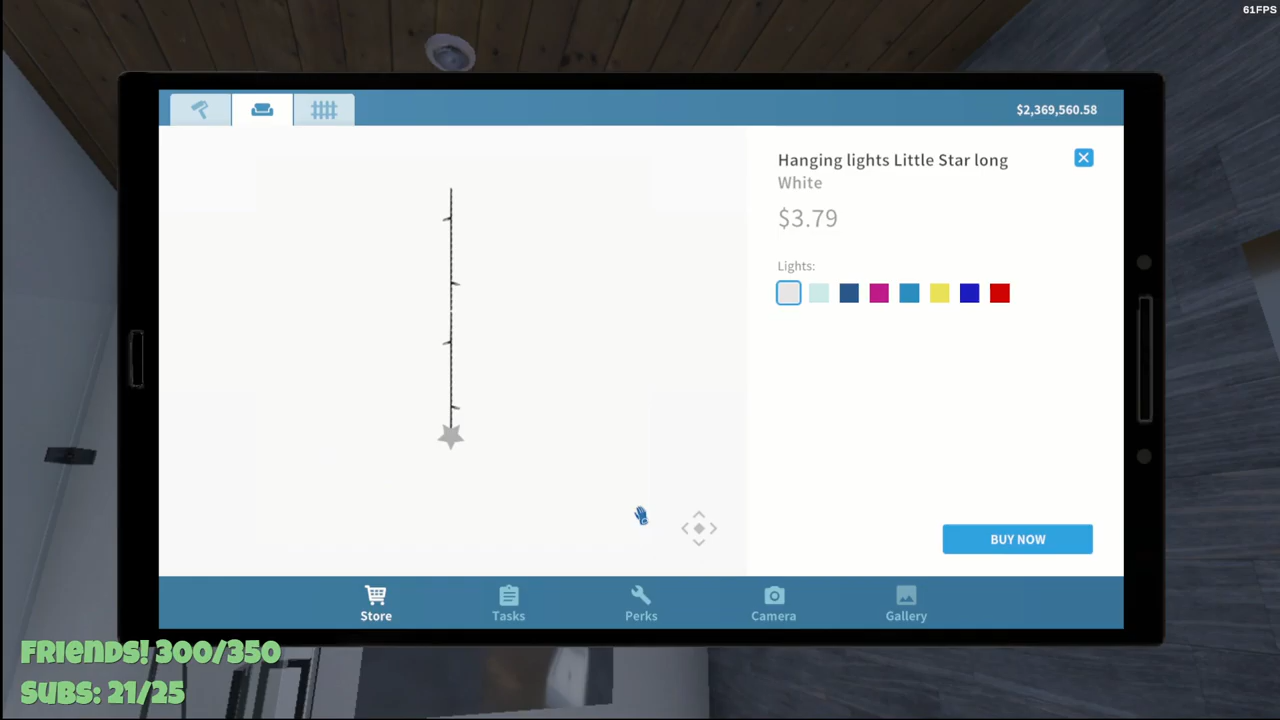 61FPS
$2,369,560.58
Hanging lights Little Star long
White
$3.79
Lights:
BUY NOW
Store
Tasks
Perks
Camera
Gallery
Friends! 300/350
Subs: 21/25